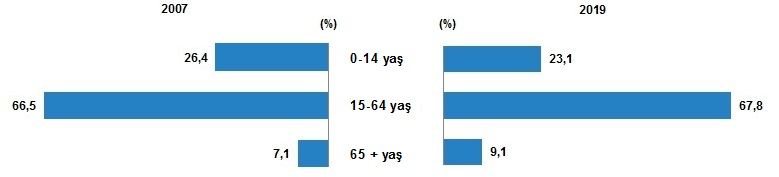 2007 2019
(%) (%)
26,4 0-14 yaş 23,1
66,5 15-64 yaş 67,8
7,1 65 + yaş 9,1